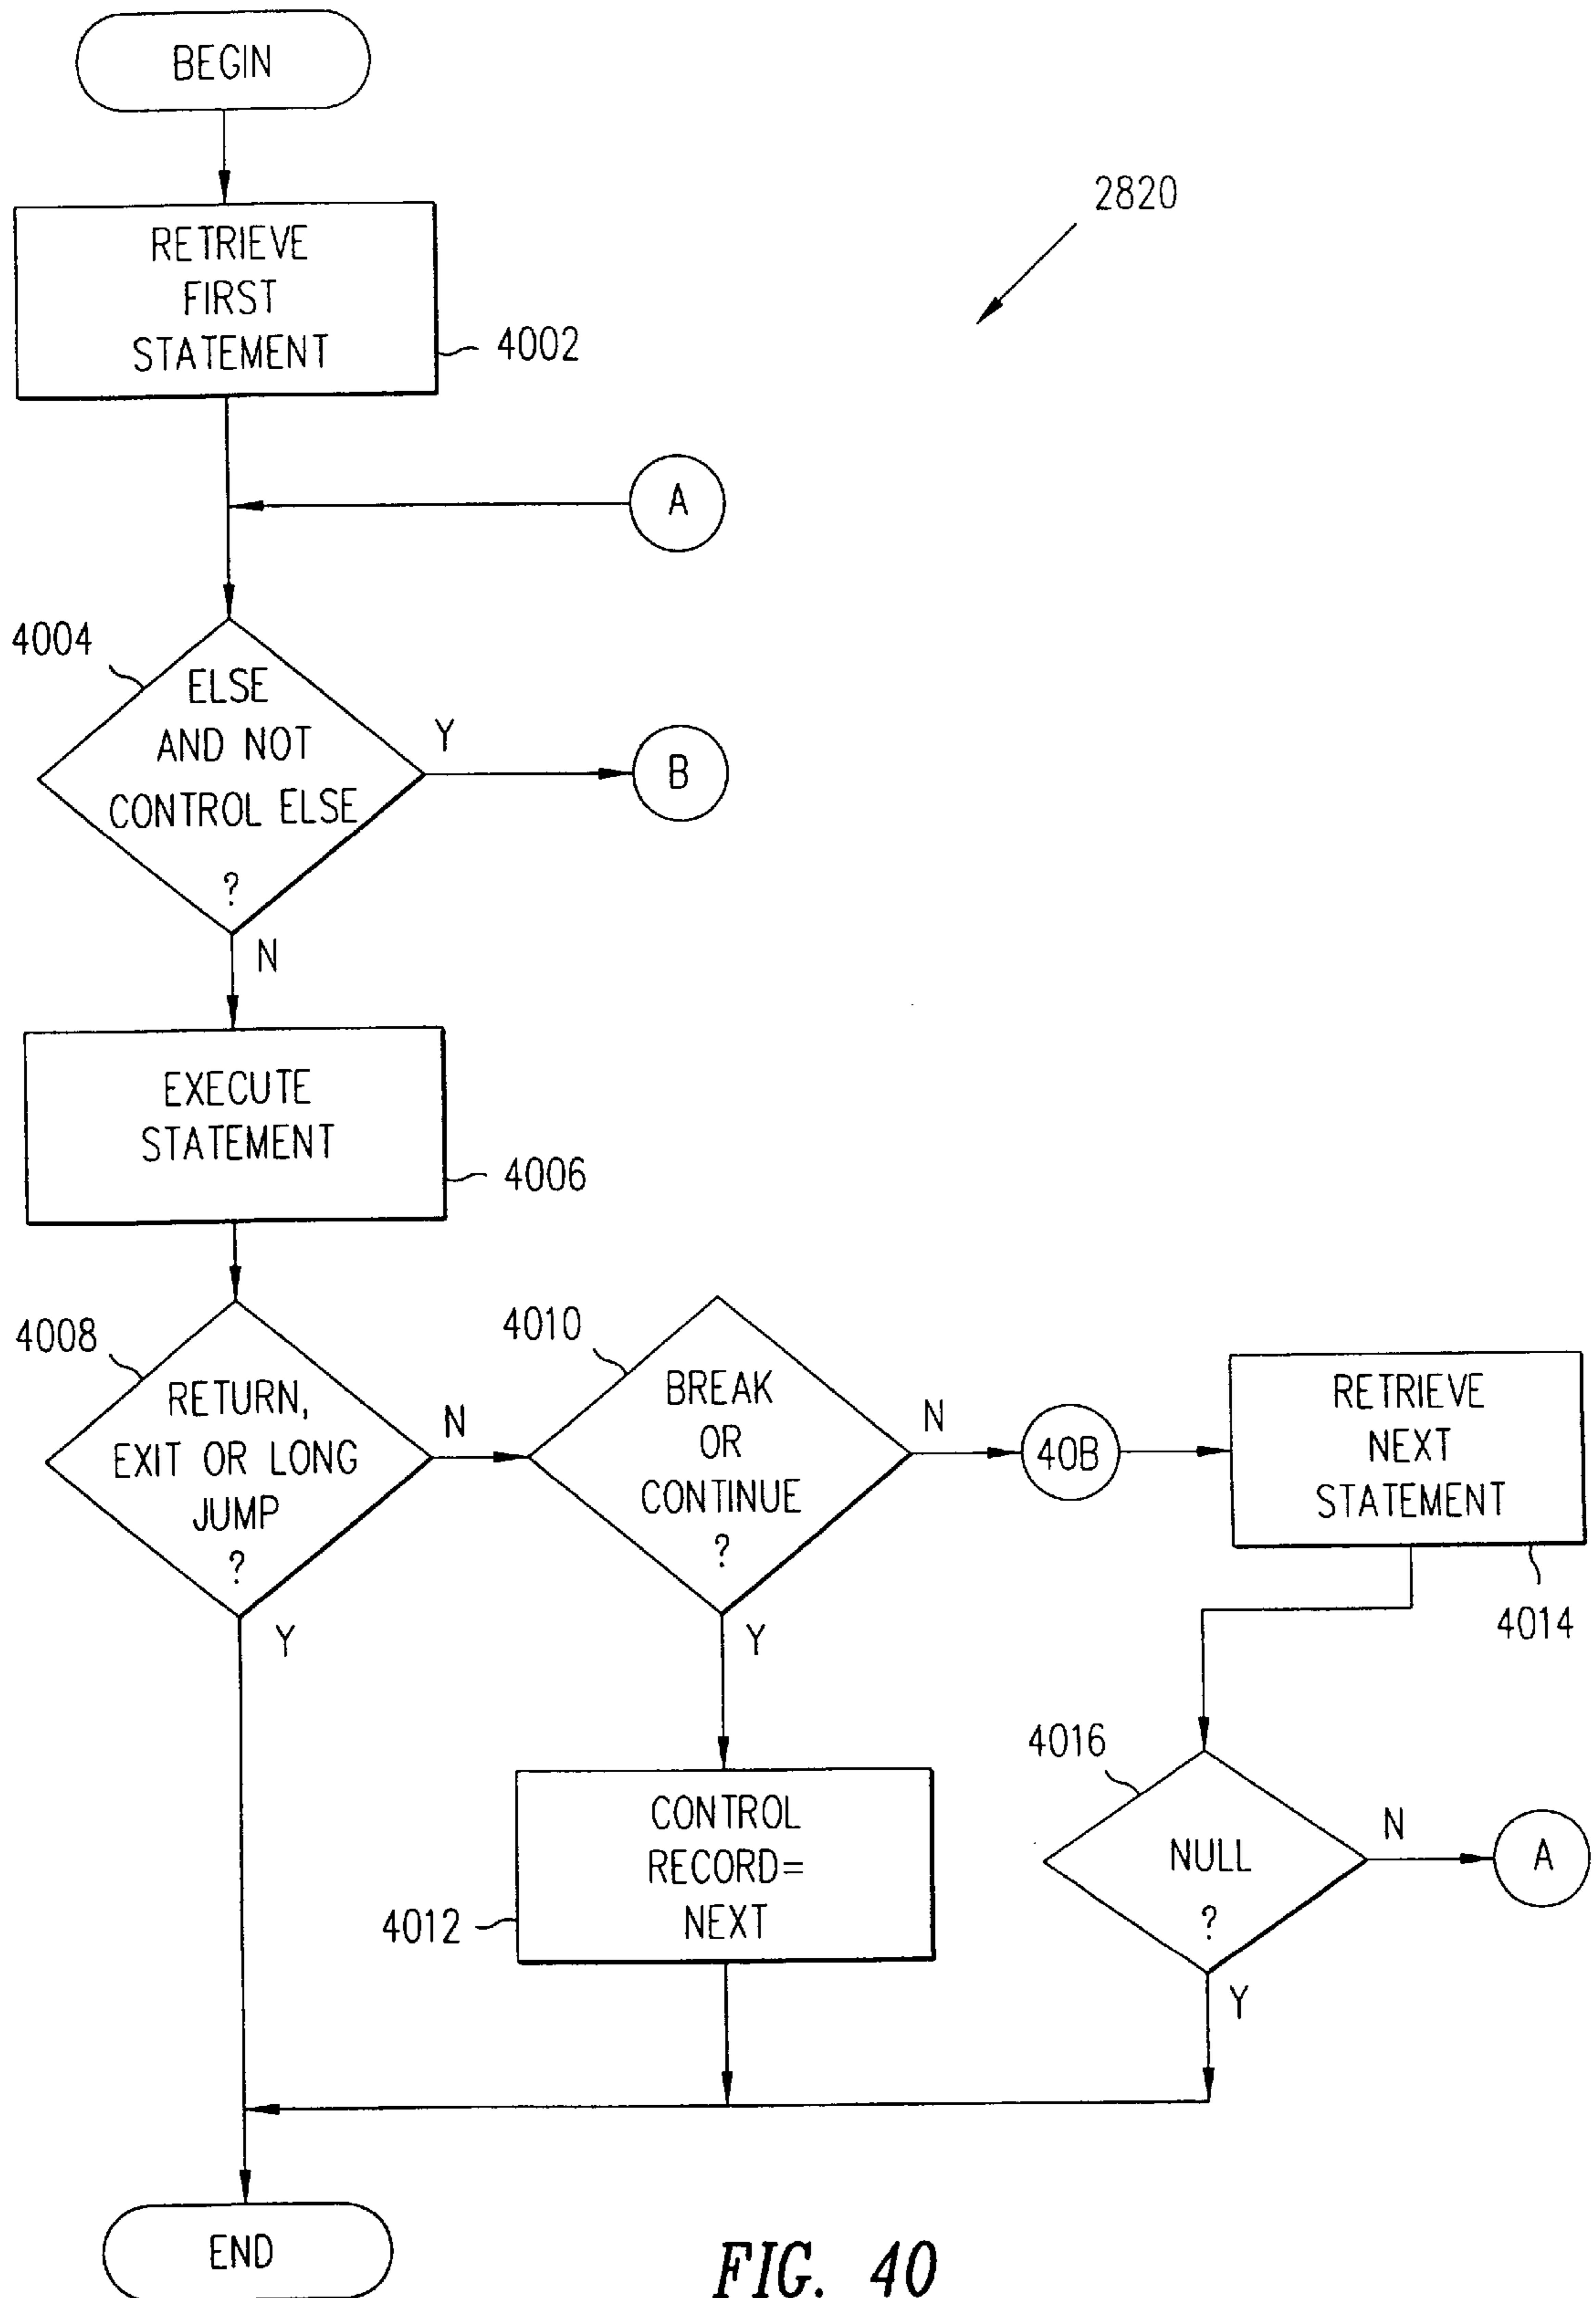 BEGIN
2820
RETRIEVE
FIRST
STATEMENT
4002
A
4004
ELSE
AND NOT
CONTROL ELSE
?
Y
B
N
EXECUTE
STATEMENT
4006
4008
RETURN,
EXIT OR LONG
JUMP
?
N
Y
4010
BREAK
OR
CONTINUE
?
N
Y
40B
RETRIEVE
NEXT
STATEMENT
4014
4012
CONTROL
RECORD=
NEXT
4016
NULL
?
N
A
Y
END
FIG. 40